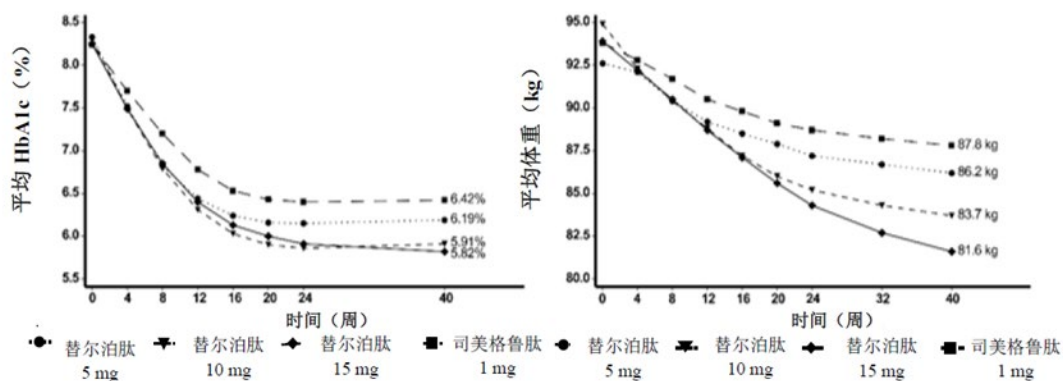 平均 HbA1c（%）
8.5
8.0
7.5
7.0
6.5
6.0
5.5
6.42%
6.19%
5.91%
5.82%
0 4 8 12 16 20 24 40
时间（周）
平均体重（kg）
95.0
92.5
90.0
87.5
85.0
82.5
80.0
87.8 kg
86.2 kg
83.7 kg
81.6 kg
0 4 8 12 16 20 24 32 40
时间（周）
替尔泊肽 替尔泊肽 替尔泊肽 司美格鲁肽 替尔泊肽 替尔泊肽 替尔泊肽 司美格鲁肽
5 mg 10 mg 15 mg 1 mg 5 mg 10 mg 15 mg 1 mg